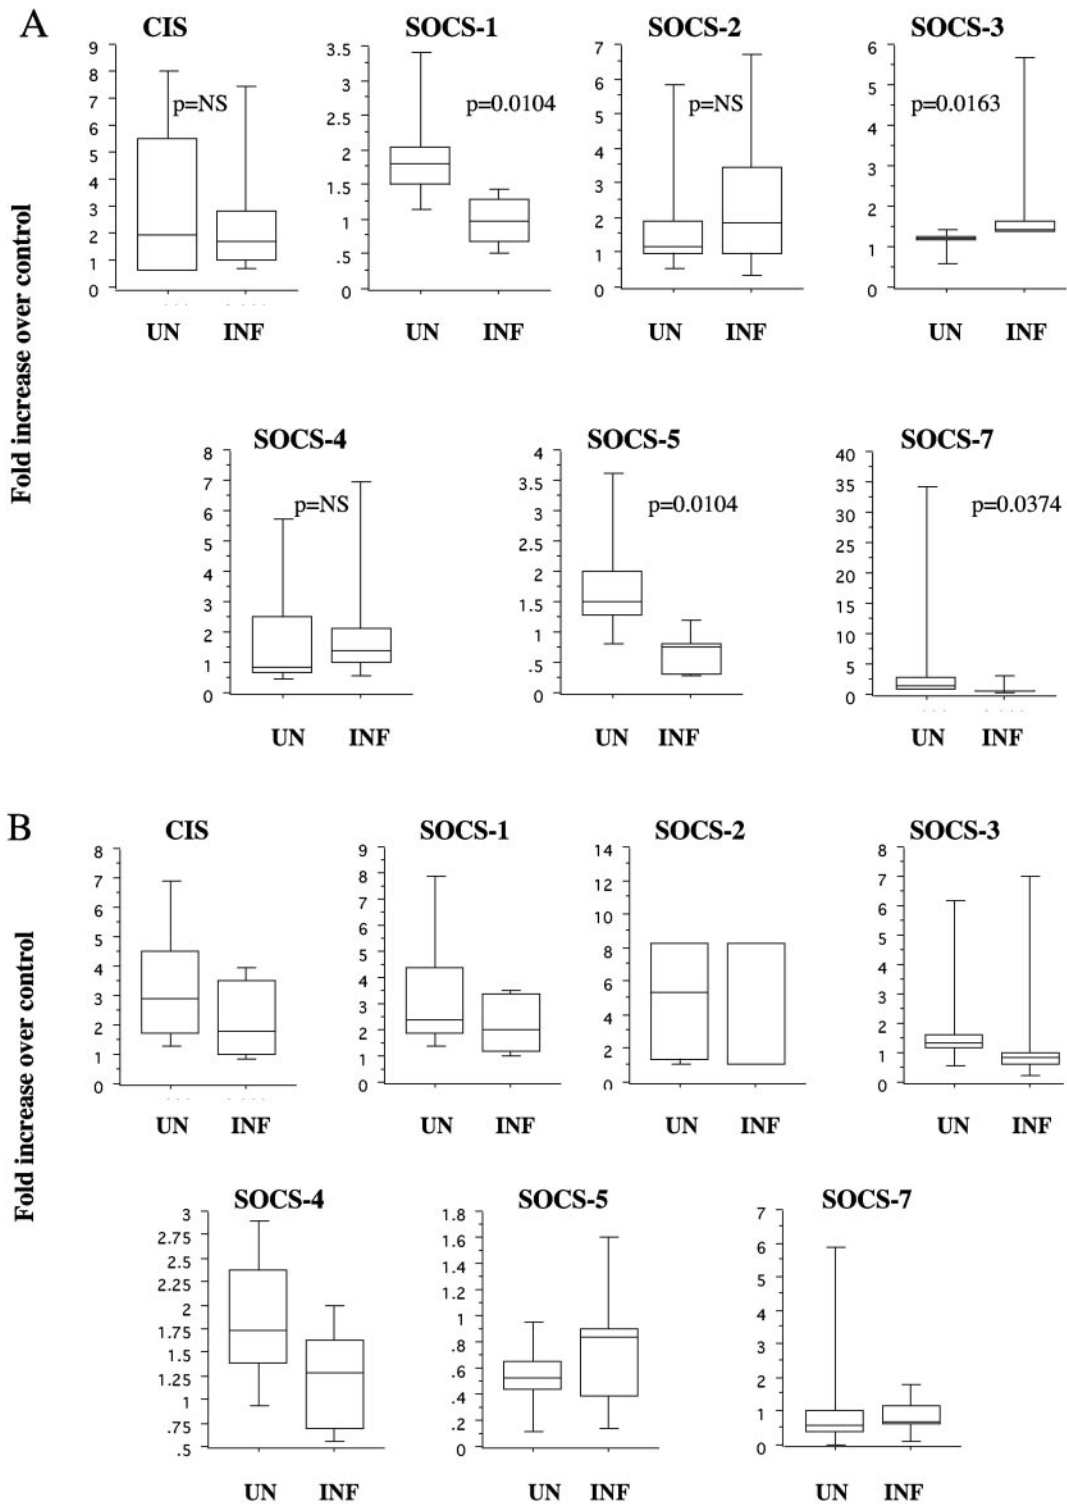 A
CIS SOCS-1 SOCS-2 SOCS-3
9 8 7 6 5 4 3 2 1 0
p=NS
3.5 3 2.5 2 1.5 1 .5 0
p=0.0104
7 6 5 4 3 2 1 0
p=NS
6 5 4 3 2 1 0
p=0.0163
UN INF UN INF UN INF UN INF
Fold increase over control
SOCS-4 SOCS-5 SOCS-7
8 7 6 5 4 3 2 1 0
p=NS
4 3.5 3 2.5 2 1.5 1 .5 0
p=0.0104
40 35 30 25 20 15 10 5 0
p=0.0374
UN INF UN INF UN INF
B
CIS SOCS-1 SOCS-2 SOCS-3
8 7 6 5 4 3 2 1 0
9 8 7 6 5 4 3 2 1 0
14 12 10 8 6 4 2 0
8 7 6 5 4 3 2 1 0
UN INF UN INF UN INF UN INF
Fold increase over control
SOCS-4 SOCS-5 SOCS-7
3 2.75 2.5 2.25 2 1.75 1.5 1.25 1 .75 .5
1.8 1.6 1.4 1.2 1 .8 .6 .4 .2 0
7 6 5 4 3 2 1 0
UN INF UN INF UN INF